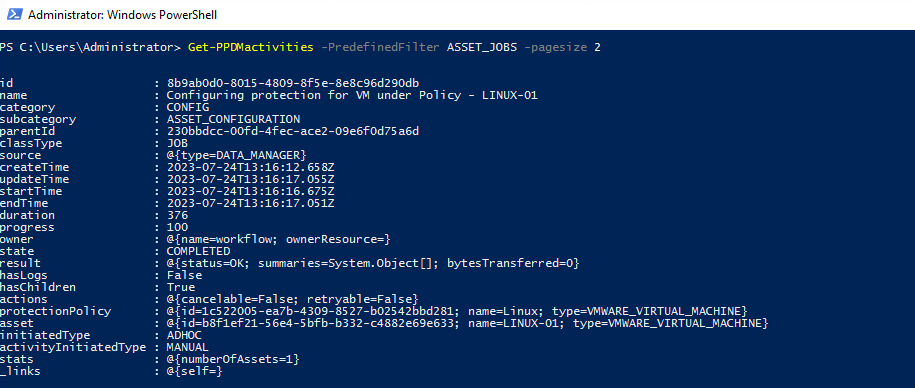 Administrator: Windows PowerShell
PS C:\Users\Administrator> Get-PPDMactivities -PredefinedFilter ASSET_JOBS -pagesize 2
id : 8b9ab0d0-8015-4809-8f5e-8e8c96d290db
name : Configuring protection for VM under Policy - LINUX-01
category : CONFIG
subcategory : ASSET_CONFIGURATION
parentId : 230bbdcc-00fd-4fec-ace2-09e6f0d75a6d
classType : JOB
source : @{type=DATA_MANAGER}
createTime : 2023-07-24T13:16:12.658Z
updateTime : 2023-07-24T13:16:17.055Z
startTime : 2023-07-24T13:16:16.675Z
endTime : 2023-07-24T13:16:17.051Z
duration : 376
progress : 100
owner : @{name=workflow; ownerResource=}
state : COMPLETED
result : @{status=OK; summaries=System.Object[]; bytesTransferred=0}
hasLogs : False
hasChildren : True
actions : @{cancelable=False; retryable=False}
protectionPolicy : @{id=1c522005-ea7b-4309-8527-b02542bbd281; name=Linux; type=VMWARE_VIRTUAL_MACHINE}
asset : @{id=b8f1ef21-56e4-5bfb-b332-c4882e69e633; name=LINUX-01; type=VMWARE_VIRTUAL_MACHINE}
initiatedType : ADHOC
activityInitiatedType : MANUAL
stats : @{numberOfAssets=1}
_links : @{self=}